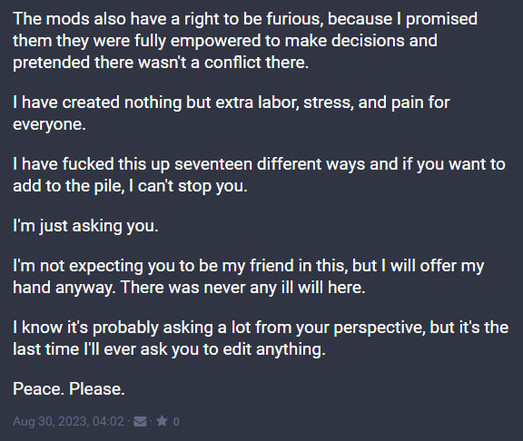 The mods also have a right to be furious, because I promised
them they were fully empowered to make decisions and
pretended there wasn't a conflict there.
I have created nothing but extra labor, stress, and pain for
everyone.
I have fucked this up seventeen different ways and if you want to
add to the pile, I can't stop you.
I'm just asking you.
I'm not expecting you to be my friend in this, but I will offer my
hand anyway. There was never any ill will here.
I know it's probably asking a lot from your perspective, but it's the
last time I'll ever ask you to edit anything.
Peace. Please.
Aug 30, 2023, 04:02 · · 0